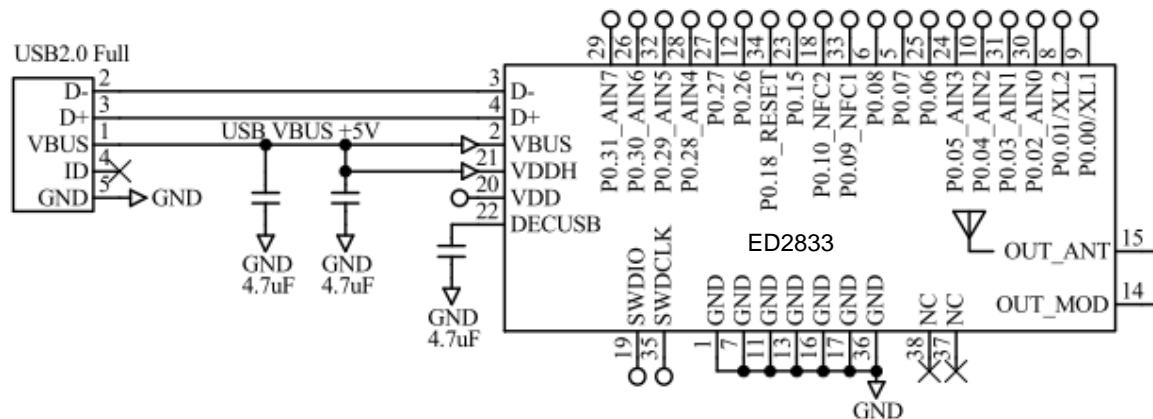 USB2.0 Full
D- 2
D+ 3
VBUS 1
ID 4
GND 5
GND
USB VBUS +5V
GND
4.7uF
GND
4.7uF
GND
4.7uF
3 D-
4 D+
2 VBUS
21 VDDH
20 VDD
22 DECUSB
29 P0.31_AIN7
26 P0.30_AIN6
32 P0.29_AIN5
28 P0.28_AIN4
27 P0.27
12 P0.26
34 P0.18_RESET
23 P0.15
18 P0.10_NFC2
33 P0.09_NFC1
6 P0.08
5 P0.07
25 P0.06
24 P0.05_AIN3
10 P0.04_AIN2
31 P0.03_AIN1
30 P0.02_AIN0
8 P0.01/XL2
9 P0.00/XL1
ED2833
OUT_ANT 15
OUT_MOD 14
SWDIO 19
SWDCLK 35
GND 1
GND 7
GND 11
GND 13
GND 16
GND 17
GND 36
NC 38
NC 37
GND